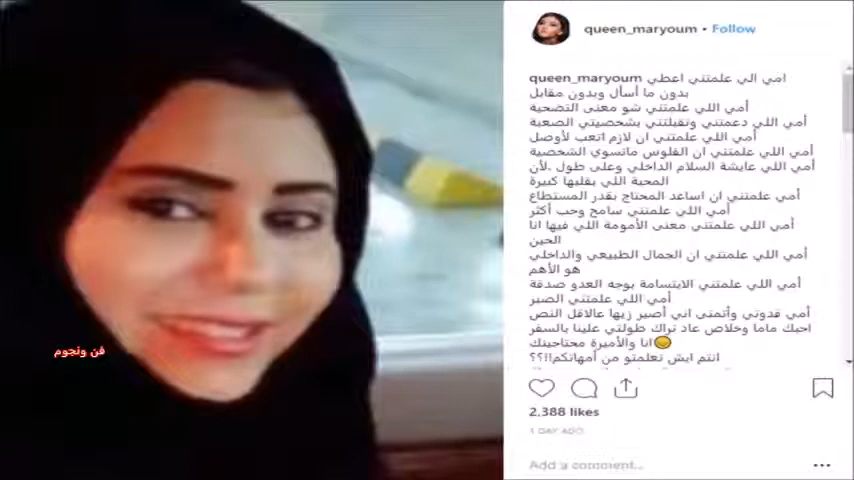 queen_maryoum • Follow
queen_maryoum امي الي علمتني اعطي
بدون ما أسأل وبدون مقابل
أمي اللي علمتني شو معنى التضحية
أمي اللي دعمتني وتقبلتني بشخصيتي الصعبة
أمي اللي علمتني ان لازم اتعب لأوصل
أمي اللي علمتني ان الفلوس ماتسوي الشخصية
أمي اللي عايشة السلام الداخلي وعلى طول .لأن
المحبة اللي بقلبها كبيرة
أمي علمتني ان اساعد المحتاج بقدر المستطاع
أمي اللي علمتني سامح وحب أكثر
أمي اللي علمتني معنى الأمومة اللي فيها انا
الحين
أمي اللي علمتني ان الجمال الطبيعي والداخلي
هو الأهم
أمي اللي علمتني الابتسامة بوجه العدو صدقة
أمي اللي علمتني الصبر
أمي قدوتي وأتمنى اني أصير زيها عالاقل النص
احبك ماما وخلاص عاد تراك طولتي علينا بالسفر
انا والأميرة محتاجينك
انتم ايش تعلمتو من أمهاتكم!!؟؟
فن ونجوم
2,388 likes
1 DAY AGO
Add a comment...